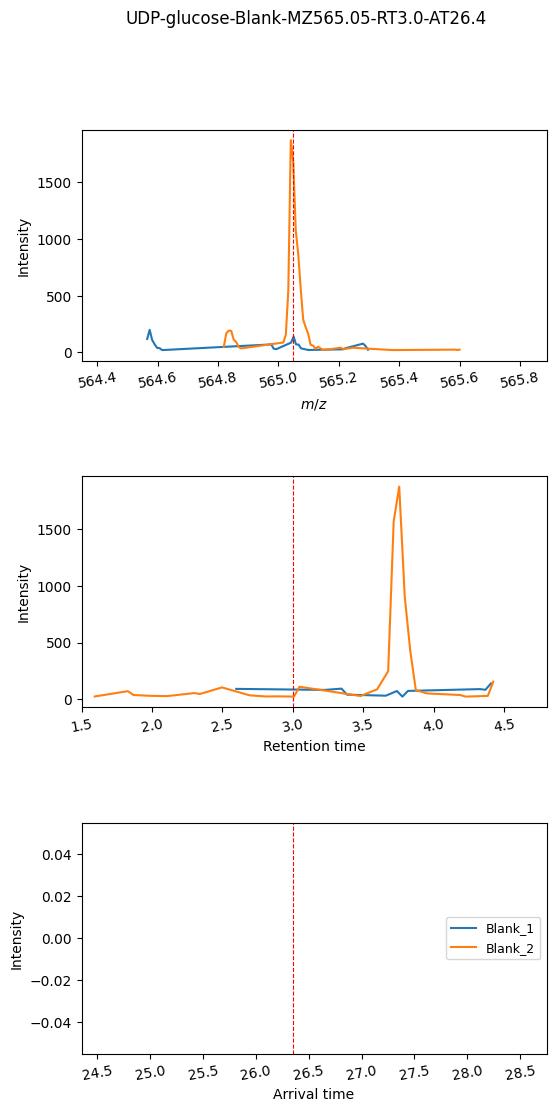 UDP-glucose-Blank-MZ565.05-RT3.0-AT26.4
Intensity
1500
1000
500
0
564.4 564.6 564.8 565.0 565.2 565.4 565.6 565.8
m/z
Intensity
1500
1000
500
0
1.5 2.0 2.5 3.0 3.5 4.0 4.5
Retention time
Intensity
0.04
0.02
0.00
−0.02
−0.04
Blank_1
Blank_2
24.5 25.0 25.5 26.0 26.5 27.0 27.5 28.0 28.5
Arrival time